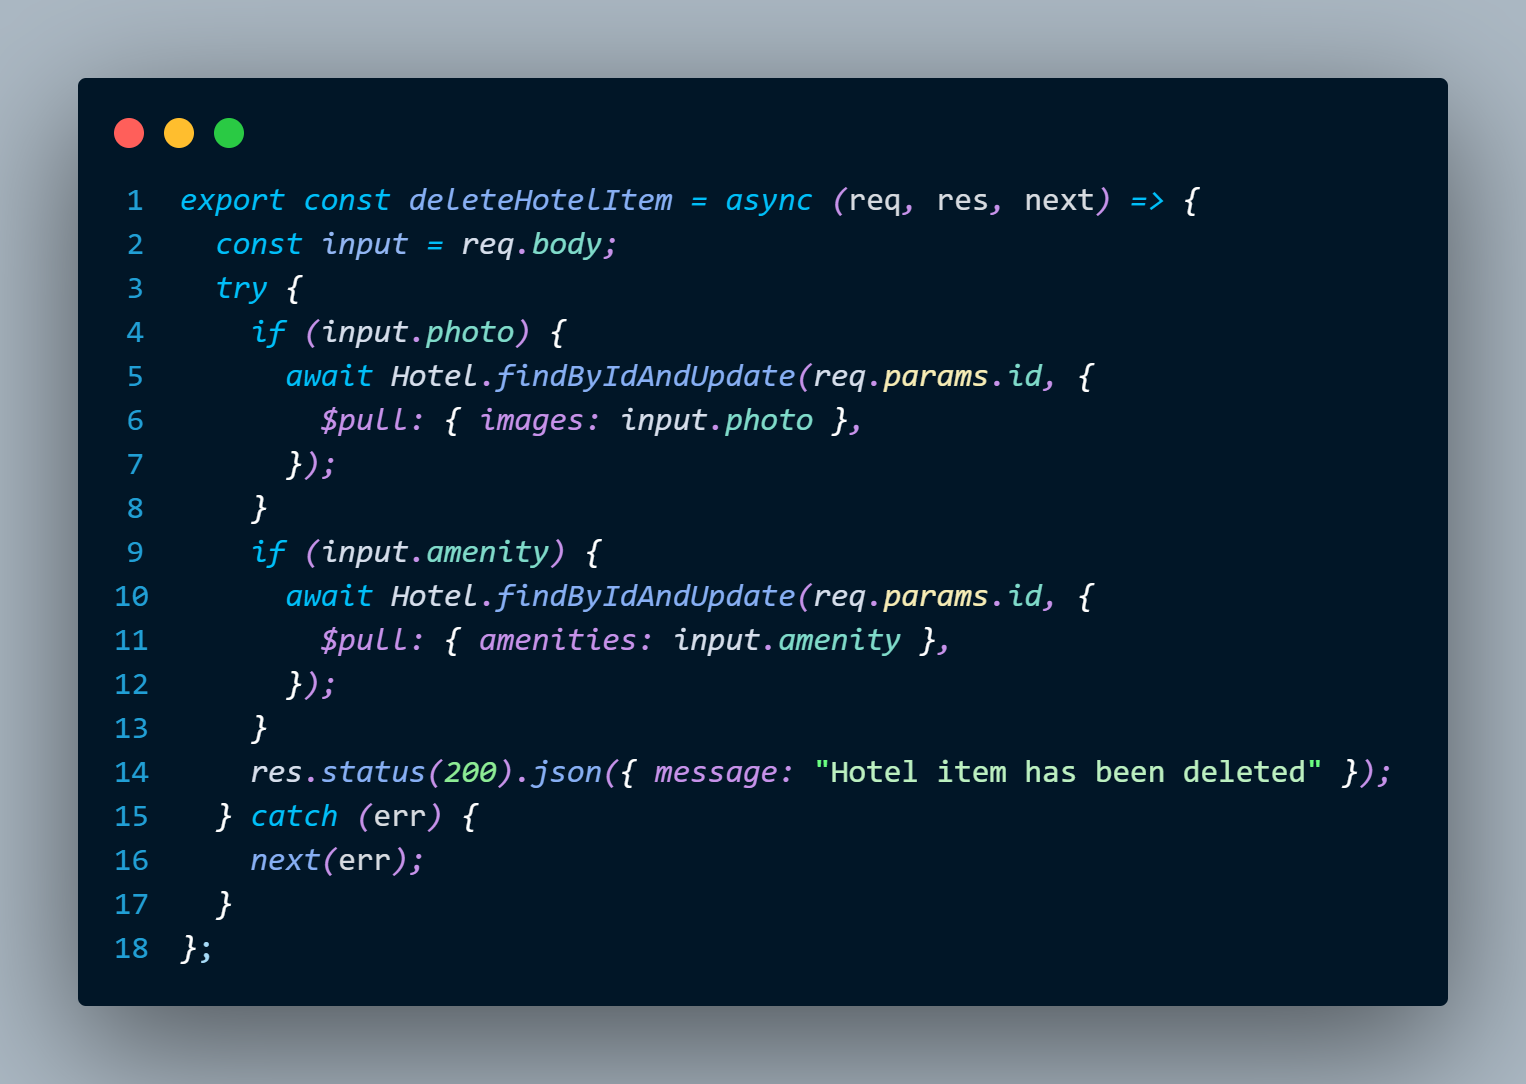 1 export const deleteHotelItem = async (req, res, next) => {
2   const input = req.body;
3   try {
4     if (input.photo) {
5       await Hotel.findByIdAndUpdate(req.params.id, {
6         $pull: { images: input.photo },
7       });
8     }
9     if (input.amenity) {
10       await Hotel.findByIdAndUpdate(req.params.id, {
11         $pull: { amenities: input.amenity },
12       });
13     }
14     res.status(200).json({ message: "Hotel item has been deleted" });
15   } catch (err) {
16     next(err);
17   }
18 };